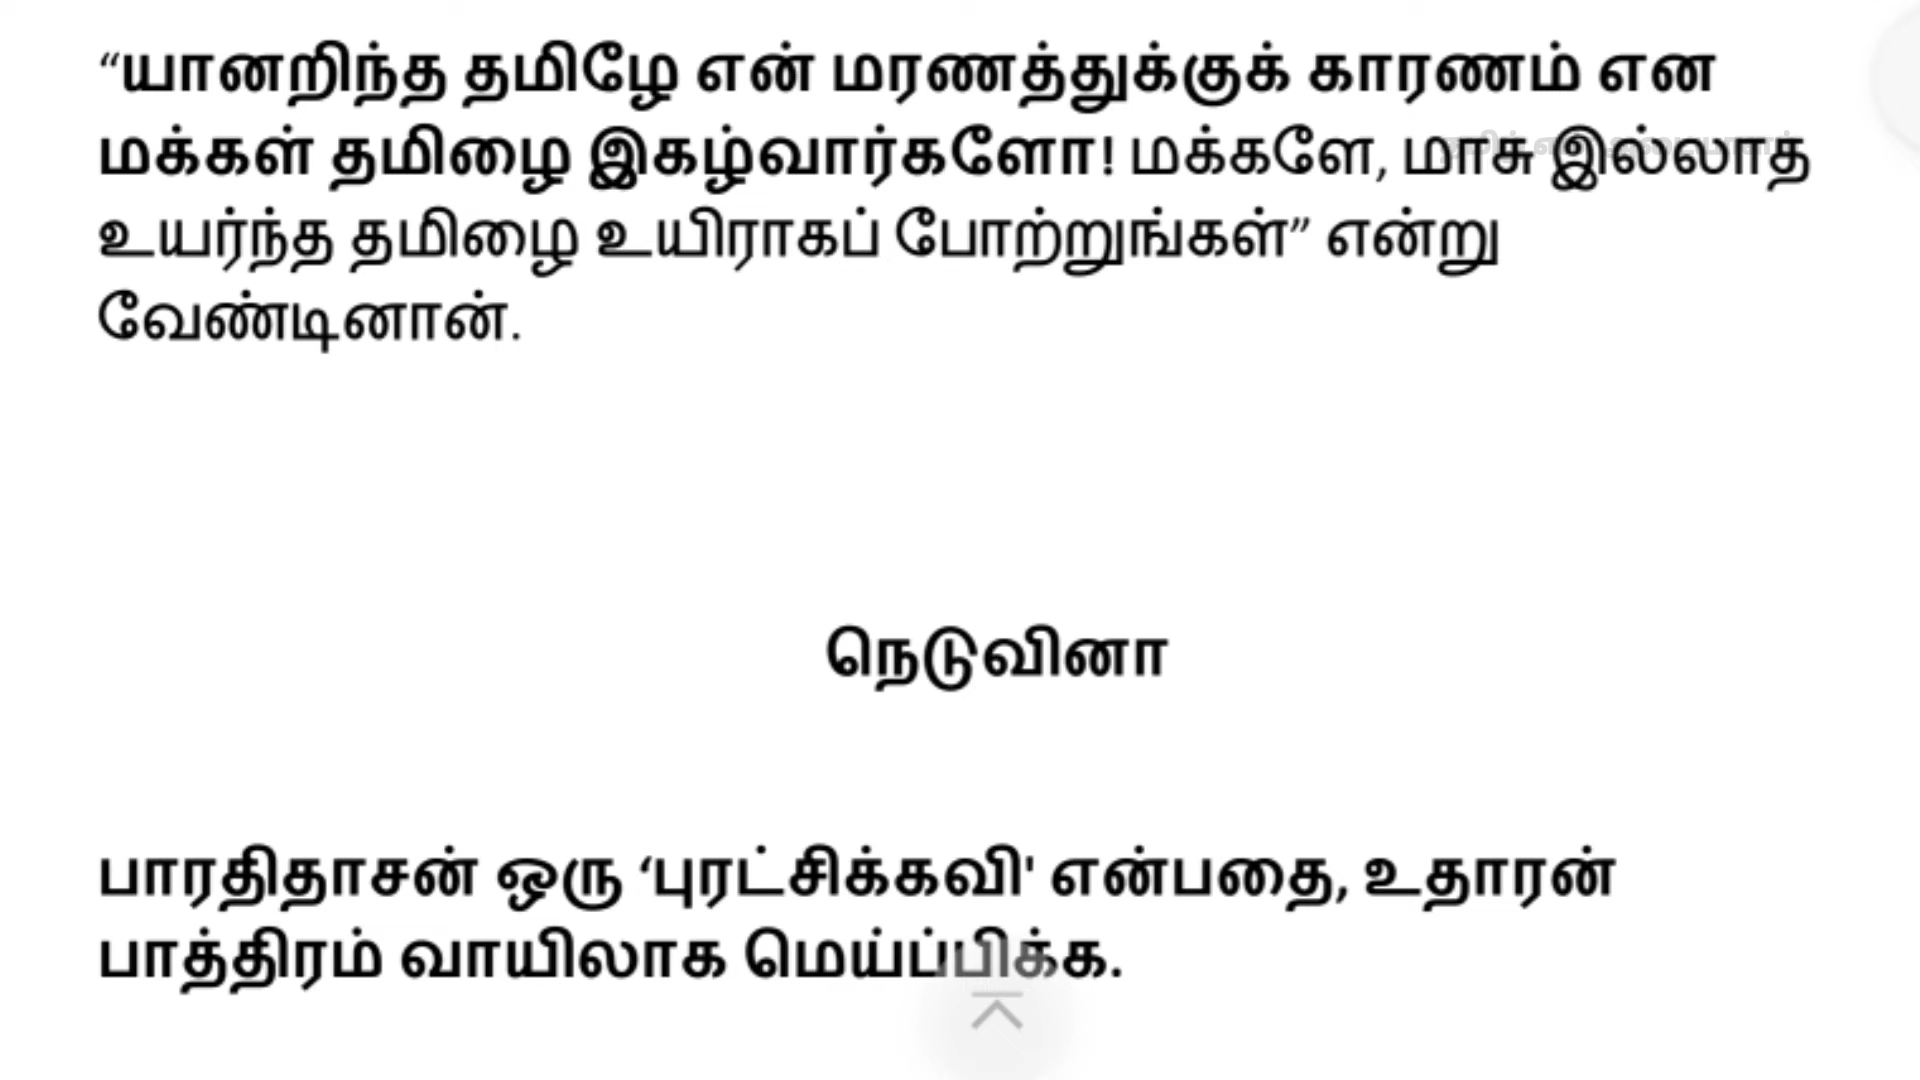 “யானறிந்த தமிழே என் மரணத்துக்குக் காரணம் என
மக்கள் தமிழை இகழ்வார்களோ! மக்களே, மாசு இல்லாத
உயர்ந்த தமிழை உயிராகப் போற்றுங்கள்” என்று
வேண்டினான்.
நெடுவினா
பாரதிதாசன் ஒரு ‘புரட்சிக்கவி' என்பதை, உதாரன்
பாத்திரம் வாயிலாக மெய்ப்பிக்க.